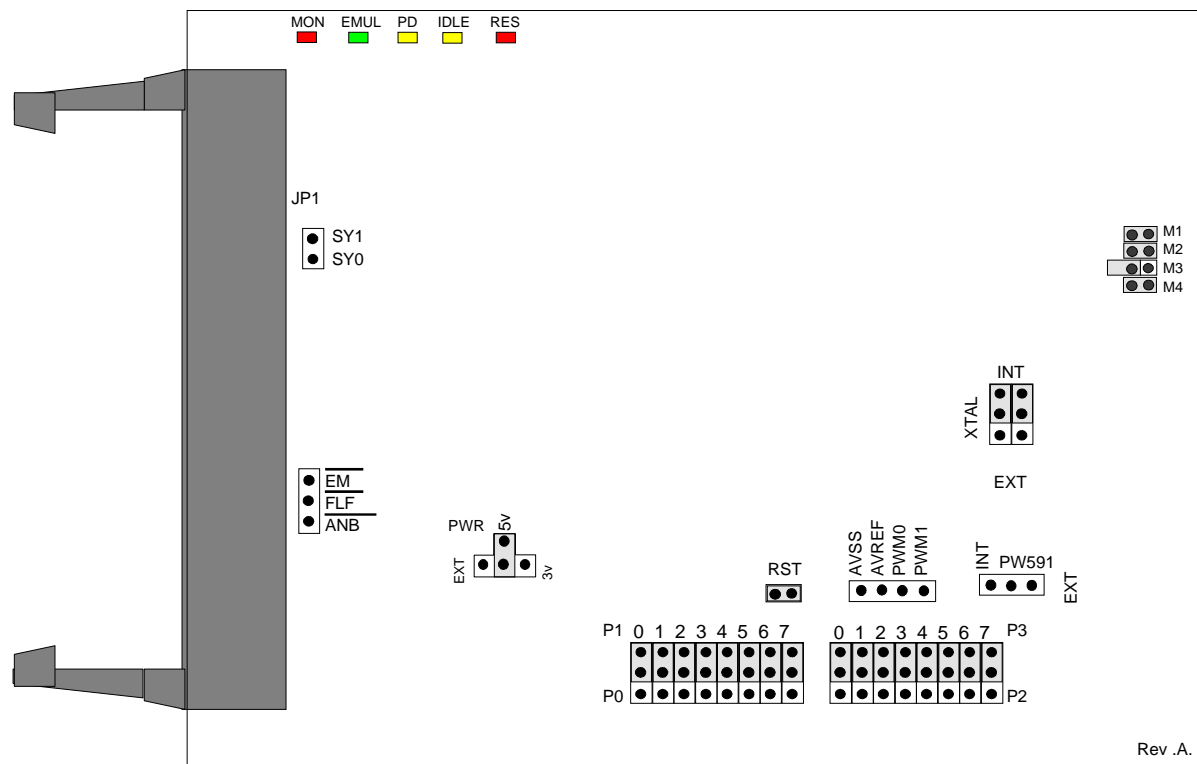 MON EMUL PD IDLE RES
JP1
SY1
SY0
M1
M2
M3
M4
INT
XTAL
EXT
EM
FLF
ANB
PWR
5v
EXT
3v
RST
AVSS
AVREF
PWM0
PWM1
INT
PW591
EXT
P1 0 1 2 3 4 5 6 7
0 1 2 3 4 5 6 7 P3
P0
P2
Rev .A.